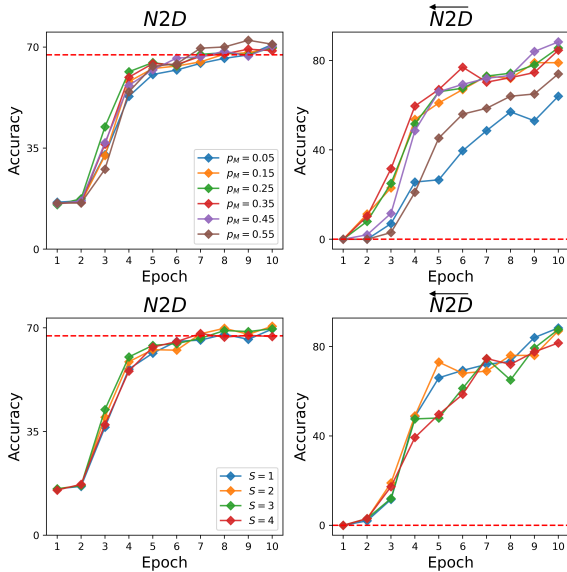 N2D
N2D
Accuracy
70
35
0
p_M = 0.05
p_M = 0.15
p_M = 0.25
p_M = 0.35
p_M = 0.45
p_M = 0.55
1 2 3 4 5 6 7 8 9 10
Epoch
Accuracy
80
40
0
1 2 3 4 5 6 7 8 9 10
Epoch
N2D
N2D
Accuracy
70
35
0
S = 1
S = 2
S = 3
S = 4
1 2 3 4 5 6 7 8 9 10
Epoch
Accuracy
80
40
0
1 2 3 4 5 6 7 8 9 10
Epoch